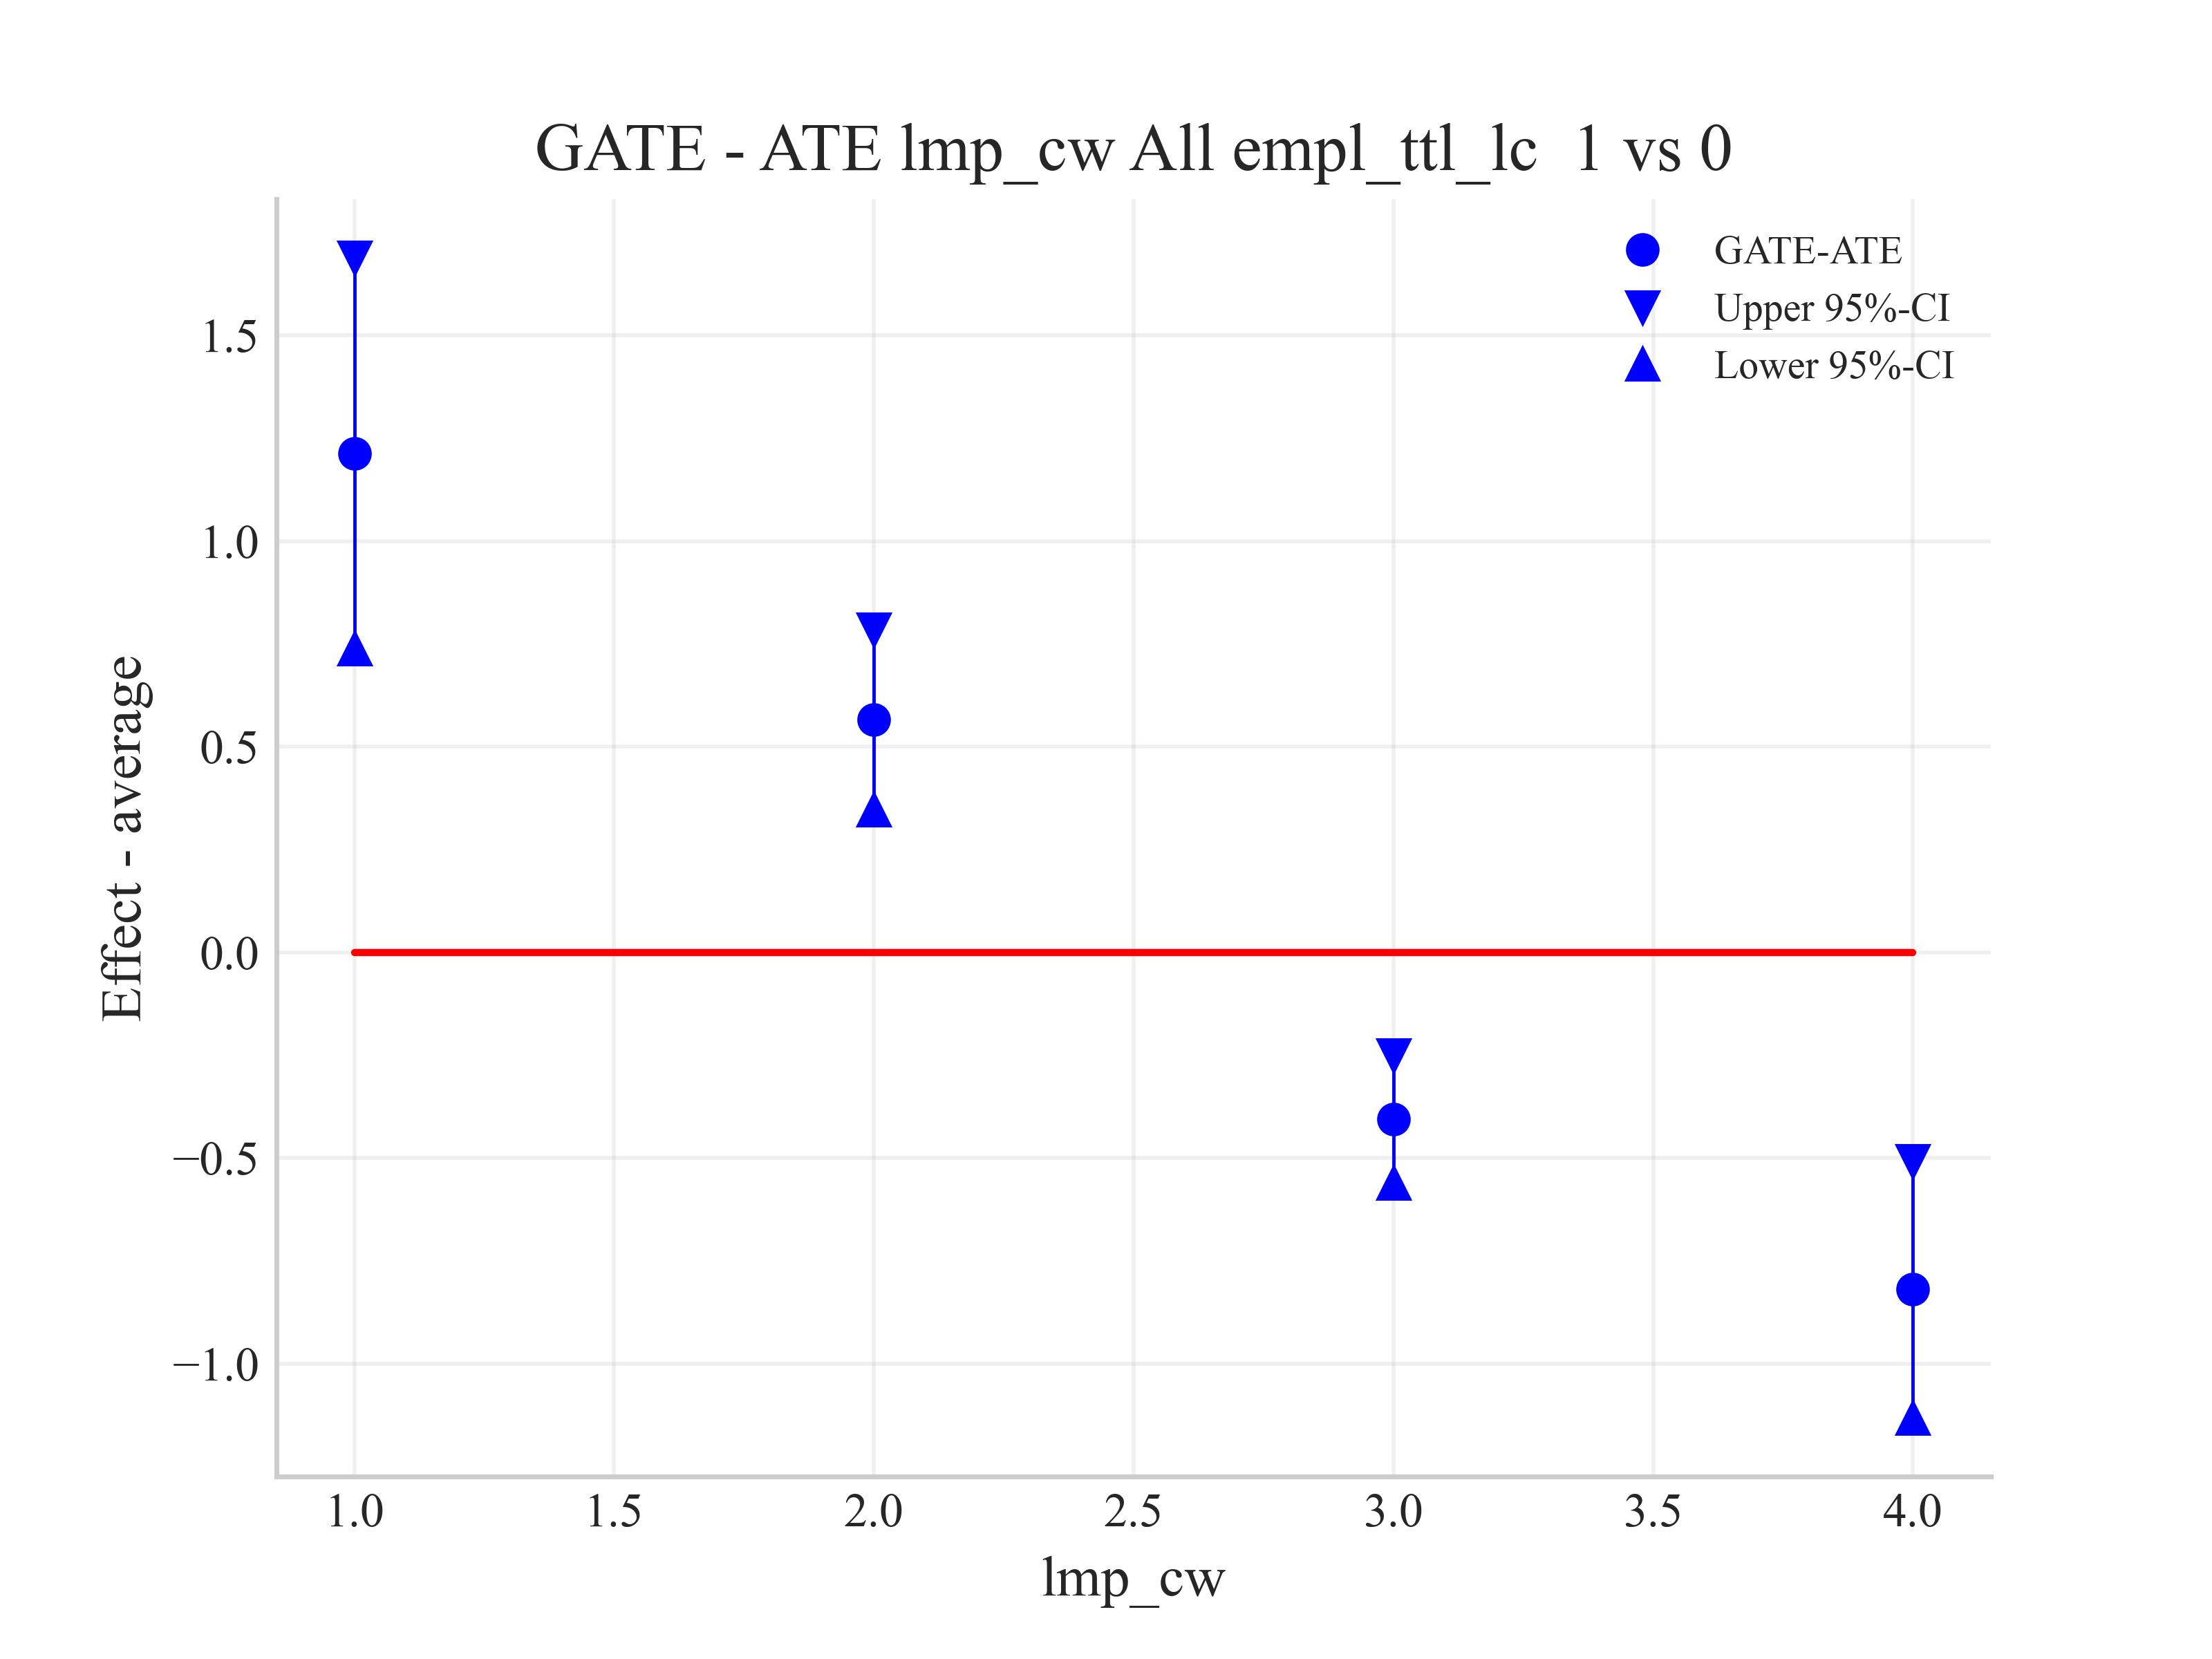 GATE - ATE lmp_cw All empl_ttl_lc 1 vs 0
GATE-ATE
Upper 95%-CI
Lower 95%-CI
Effect - average
1.5
1.0
0.5
0.0
−0.5
−1.0
1.0 1.5 2.0 2.5 3.0 3.5 4.0
lmp_cw